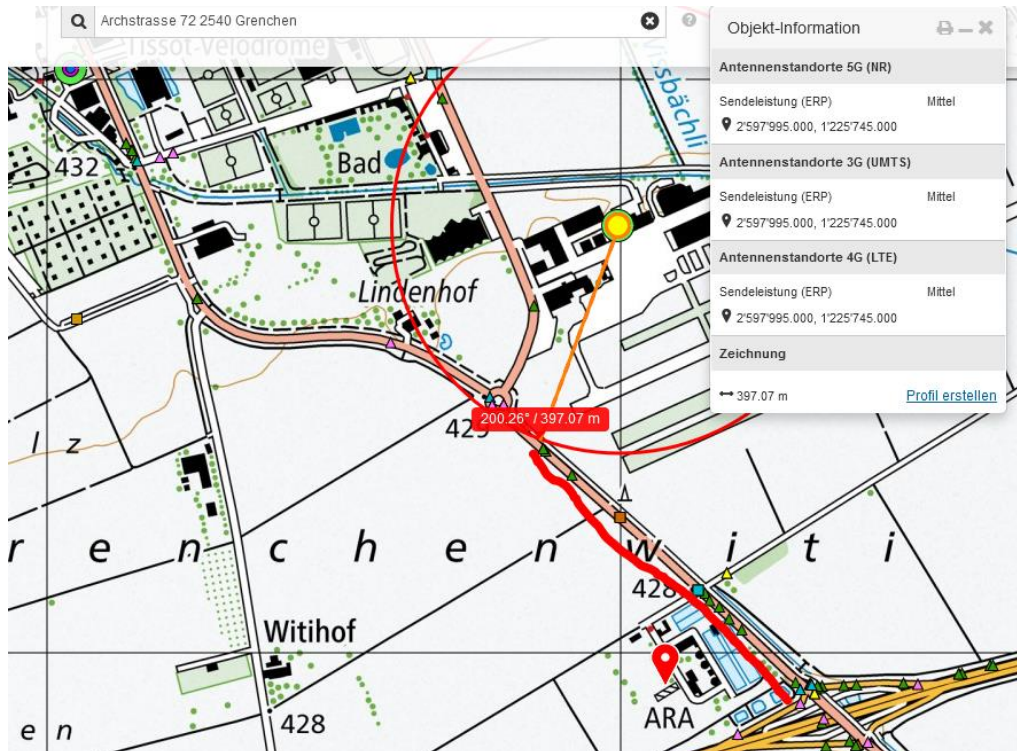 Archstrasse 72 2540 Grenchen
Objekt-Information
Antennenstandorte 5G (NR)
Sendeleistung (ERP) Mittel
2'597'995.000, 1'225'745.000
Antennenstandorte 3G (UMTS)
Sendeleistung (ERP) Mittel
2'597'995.000, 1'225'745.000
Antennenstandorte 4G (LTE)
Sendeleistung (ERP) Mittel
2'597'995.000, 1'225'745.000
Zeichnung
397.07 m Profil erstellen
Tissot-Velodrome
432
Bad
Lindenhof
200.26° / 397.07 m
l z
r e n c h e n w i t i
428
Witihof
428
ARA
e n